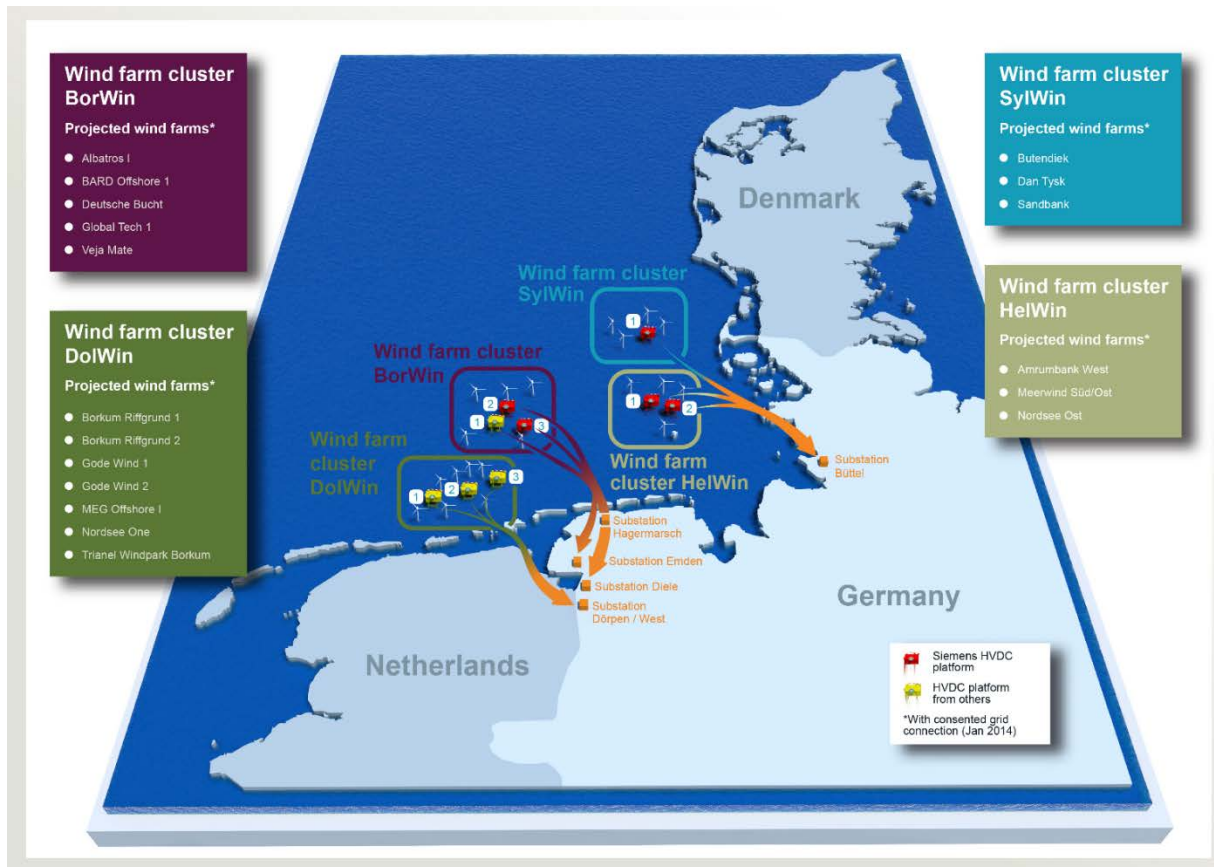 Wind farm cluster
BorWin
Projected wind farms*
Albatros I
BARD Offshore 1
Deutsche Bucht
Global Tech 1
Veja Mate
Wind farm cluster
DolWin
Projected wind farms*
Borkum Riffgrund 1
Borkum Riffgrund 2
Gode Wind 1
Gode Wind 2
MEG Offshore I
Nordsee One
Trianel Windpark Borkum
Wind farm cluster
SylWin
Projected wind farms*
Butendiek
Dan Tysk
Sandbank
Wind farm cluster
HelWin
Projected wind farms*
Amrumbank West
Meerwind Süd/Ost
Nordsee Ost
Denmark
Wind farm cluster
SylWin
1
Wind farm cluster
BorWin
2
1
3
1
2
Wind farm
cluster HelWin
Wind farm
cluster
DolWin
1
2
3
Substation
Büttel
Substation
Hagermarsch
Substation Emden
Substation Diele
Substation
Dörpen / West
Germany
Netherlands
Siemens HVDC
platform
HVDC platform
from others
*With consented grid
connection (Jan 2014)